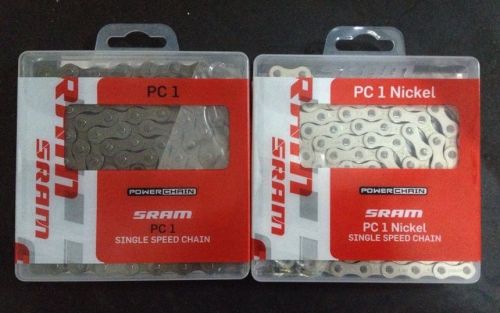 PC 1
SRAM
POWERCHAIN
SRAM
PC 1
SINGLE SPEED CHAIN
PC 1 Nickel
SRAM
POWERCHAIN
SRAM
PC 1 Nickel
SINGLE SPEED CHAIN